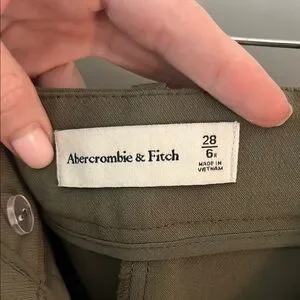 Abercrombie & Fitch
28
6R
MADE IN
VIETNAM